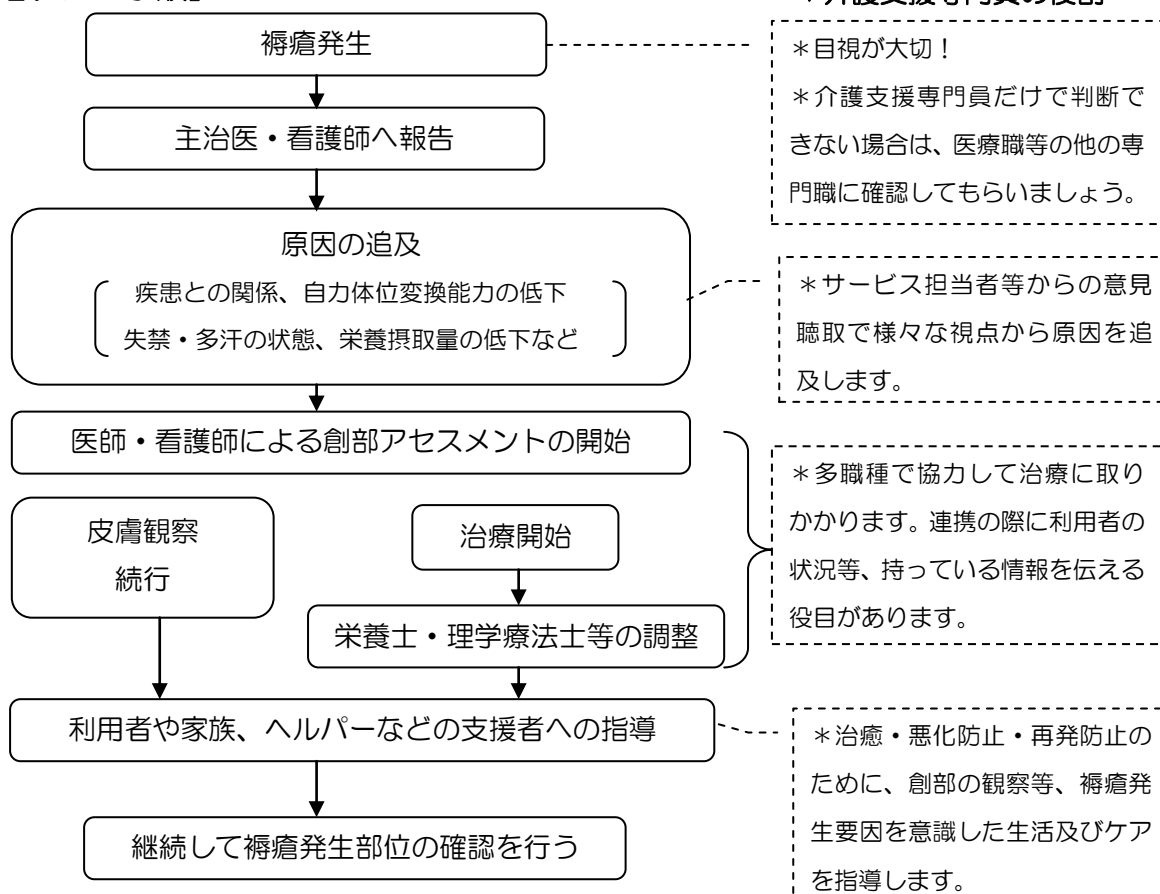 介護支援専門員の役割
褥瘡発生
主治医・看護師へ報告
原因の追及
疾患との関係、自力体位変換能力の低下
失禁・多汗の状態、栄養摂取量の低下など
医師・看護師による創部アセスメントの開始
皮膚観察
続行
治療開始
栄養士・理学療法士等の調整
利用者や家族、ヘルパーなどの支援者への指導
継続して褥瘡発生部位の確認を行う
＊目視が大切！
＊介護支援専門員だけで判断で
きない場合は、医療職等の他の専
門職に確認してもらいましょう。
＊サービス担当者等からの意見
聴取で様々な視点から原因を追
及します。
＊多職種で協力して治療に取り
かかります。連携の際に利用者の
状況等、持っている情報を伝える
役目があります。
＊治癒・悪化防止・再発防止の
ために、創部の観察等、褥瘡発
生要因を意識した生活及びケア
を指導します。